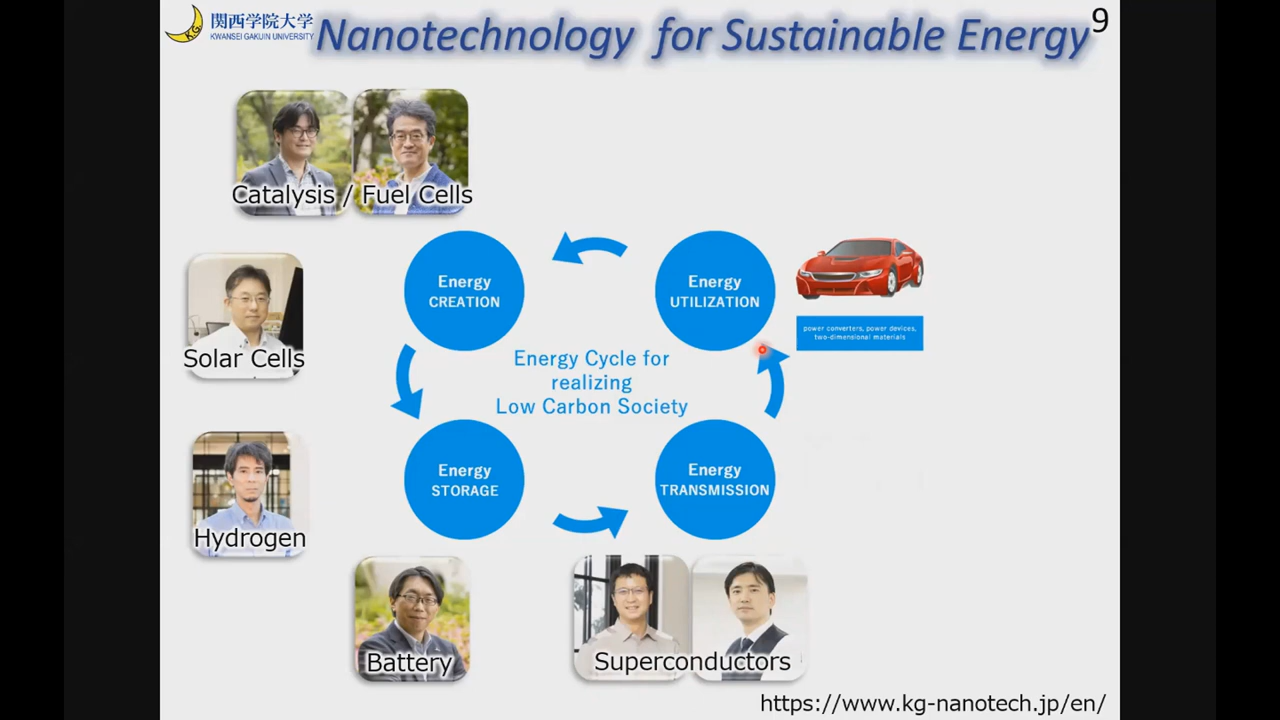 関西学院大学
KWANSEI GAKUIN UNIVERSITY
Nanotechnology for Sustainable Energy
9
Catalysis / Fuel Cells
Solar Cells
Hydrogen
Battery
Superconductors
Energy
CREATION
Energy
UTILIZATION
power converters, power devices,
two-dimensional materials
Energy Cycle for
realizing
Low Carbon Society
Energy
STORAGE
Energy
TRANSMISSION
https://www.kg-nanotech.jp/en/